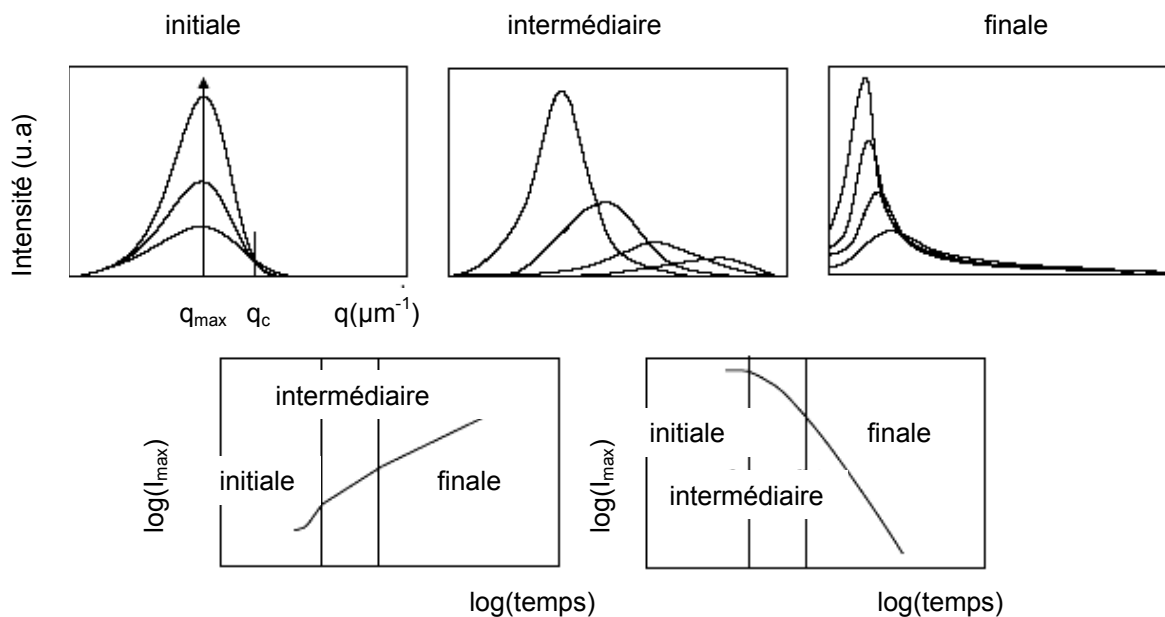 initiale
intermédiaire
finale
Intensité (u.a)
q_max
q_c
q(µm⁻¹)
intermédiaire
initiale
finale
log(I_max)
log(temps)
initiale
finale
intermédiaire
log(I_max)
log(temps)